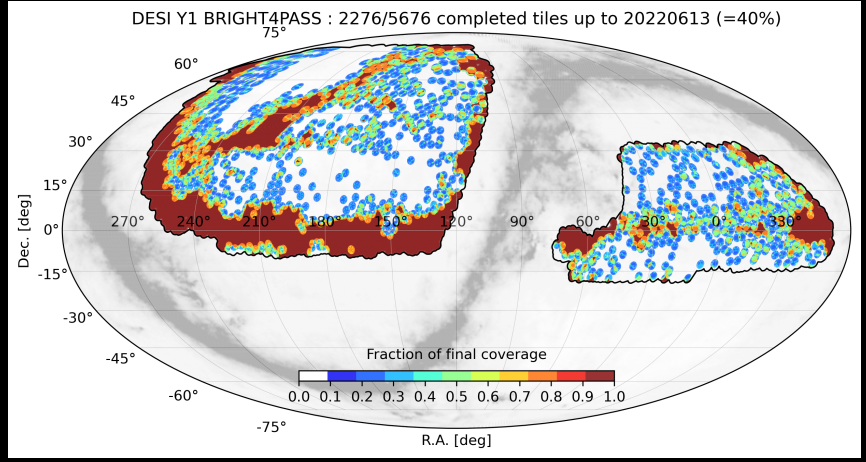 DESI Y1 BRIGHT4PASS : 2276/5676 completed tiles up to 20220613 (=40%)
75°
60°
45°
30°
15°
0°
-15°
-30°
-45°
-60°
-75°
Dec. [deg]
270° 240° 210° 180° 150° 120° 90° 60° 30° 0° 330°
Fraction of final coverage
0.0 0.1 0.2 0.3 0.4 0.5 0.6 0.7 0.8 0.9 1.0
R.A. [deg]